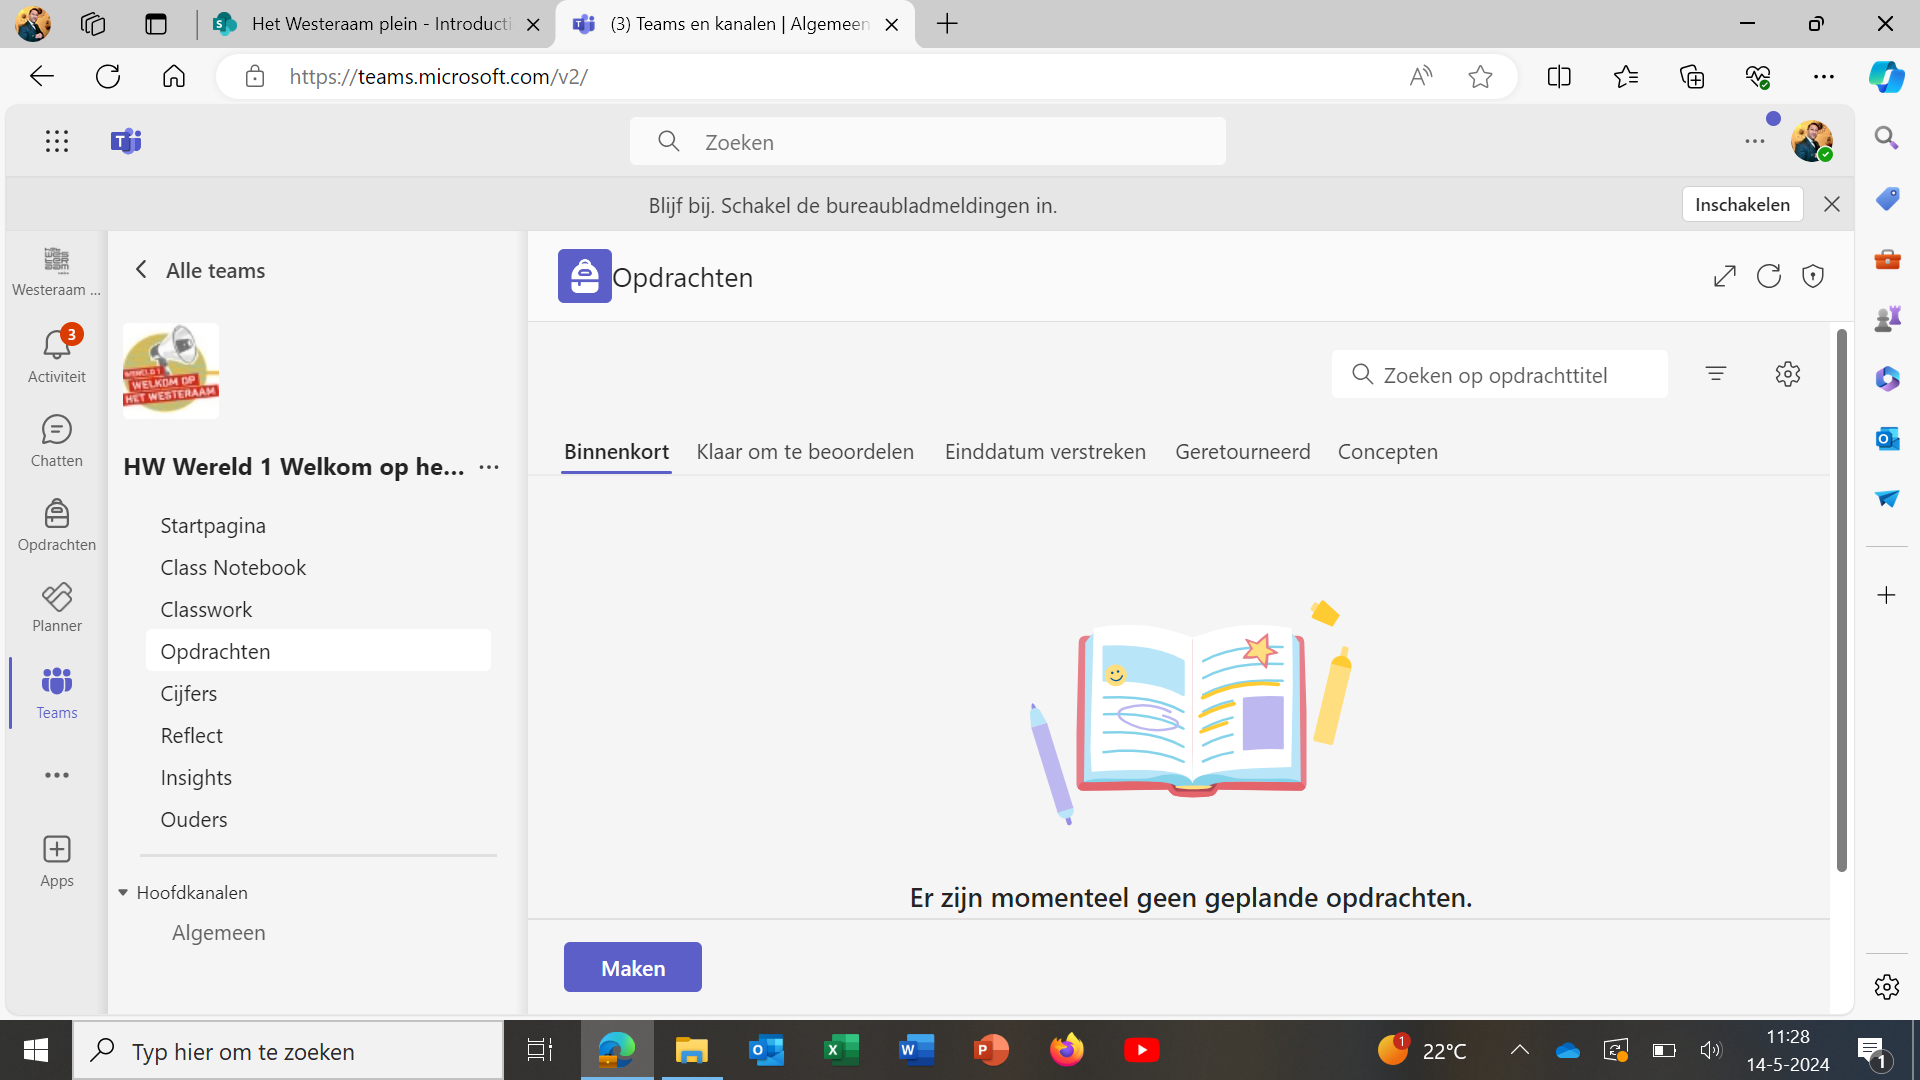 Het Westeraam plein - Introducti
(3) Teams en kanalen | Algemeen
https://teams.microsoft.com/v2/
Zoeken
Blijf bij. Schakel de bureaubladmeldingen in.
Inschakelen
Westeraam ...
3
Activiteit
Chatten
Opdrachten
Planner
Teams
Apps
Alle teams
WERELD 1
WELKOM OP
HET WESTERAAM
HW Wereld 1 Welkom op he...
Startpagina
Class Notebook
Classwork
Opdrachten
Cijfers
Reflect
Insights
Ouders
Hoofdkanalen
Algemeen
Opdrachten
Zoeken op opdrachttitel
Binnenkort Klaar om te beoordelen Einddatum verstreken Geretourneerd Concepten
Er zijn momenteel geen geplande opdrachten.
Maken
Typ hier om te zoeken
1
22°C
11:28
14-5-2024
1